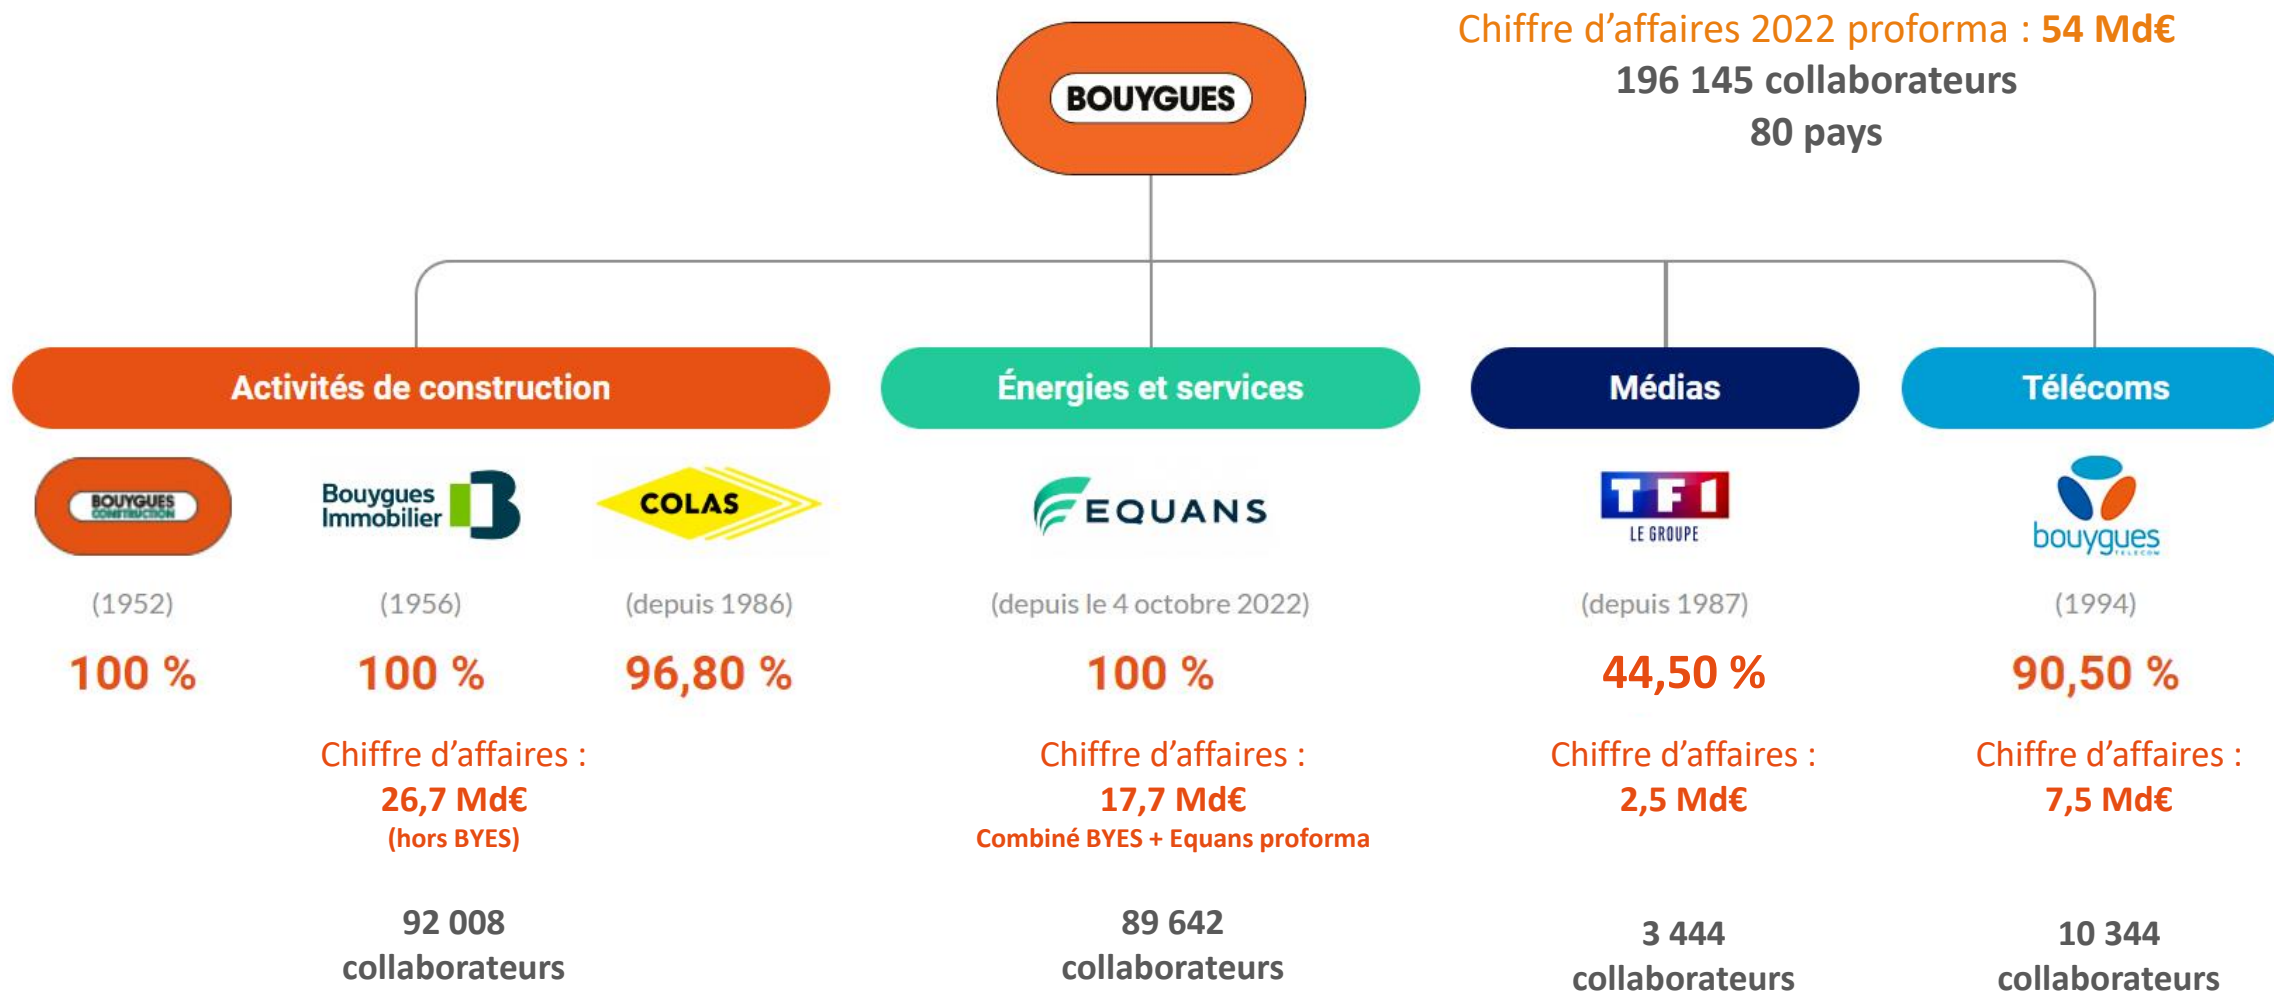 BOUYGUES
Chiffre d'affaires 2022 proforma : 54 Md€
196 145 collaborateurs
80 pays
Activités de construction
BOUYGUES
CONSTRUCTION
(1952)
100 %
Bouygues
Immobilier
(1956)
100 %
COLAS
(depuis 1986)
96,80 %
Chiffre d'affaires :
26,7 Md€
(hors BYES)
92 008
collaborateurs
Énergies et services
EQUANS
(depuis le 4 octobre 2022)
100 %
Chiffre d'affaires :
17,7 Md€
Combiné BYES + Equans proforma
89 642
collaborateurs
Médias
TF1
LE GROUPE
(depuis 1987)
44,50 %
Chiffre d'affaires :
2,5 Md€
3 444
collaborateurs
Télécoms
bouygues
TELECOM
(1994)
90,50 %
Chiffre d'affaires :
7,5 Md€
10 344
collaborateurs